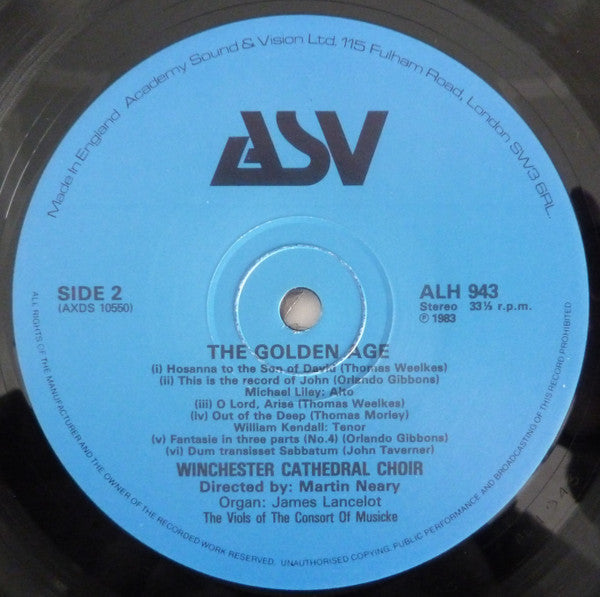 Made in England Academy Sound & Vision Ltd. 115 Fulham Road, London SW3 6RL.
ASV
SIDE 2
(AXDS 10550)
ALH 943
Stereo 33⅓ r.p.m.
℗ 1983
THE GOLDEN AGE
(i) Hosanna to the Son of David (Thomas Weelkes)
(ii) This is the record of John (Orlando Gibbons)
Michael Liley: Alto
(iii) O Lord, Arise (Thomas Weelkes)
(iv) Out of the Deep (Thomas Morley)
William Kendall: Tenor
(v) Fantasie in three parts (No.4) (Orlando Gibbons)
(vi) Dum transisset Sabbatum (John Taverner)
WINCHESTER CATHEDRAL CHOIR
Directed by: Martin Neary
Organ: James Lancelot
The Viols of The Consort Of Musicke
ALL RIGHTS OF THE MANUFACTURER AND THE OWNER OF THE RECORDED WORK RESERVED. UNAUTHORISED COPYING, PUBLIC PERFORMANCE AND BROADCASTING OF THIS RECORD PROHIBITED